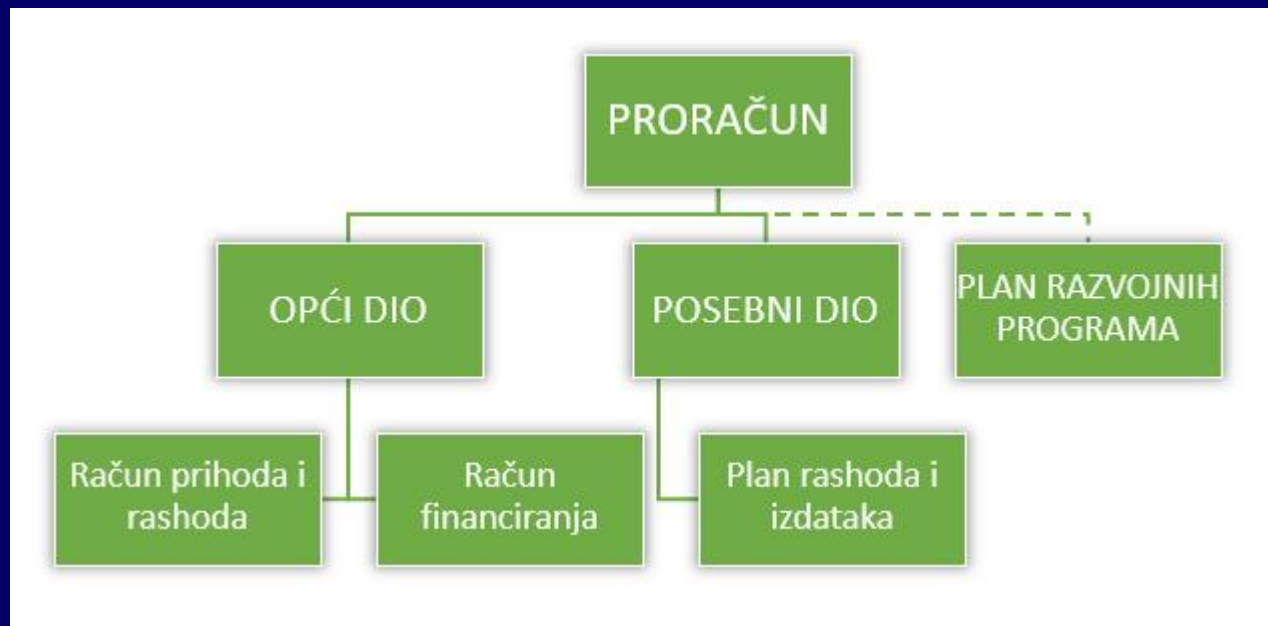 PRORAČUN
OPĆI DIO
POSEBNI DIO
PLAN RAZVOJNIH
PROGRAMA
Račun prihoda i
rashoda
Račun
financiranja
Plan rashoda i
izdataka